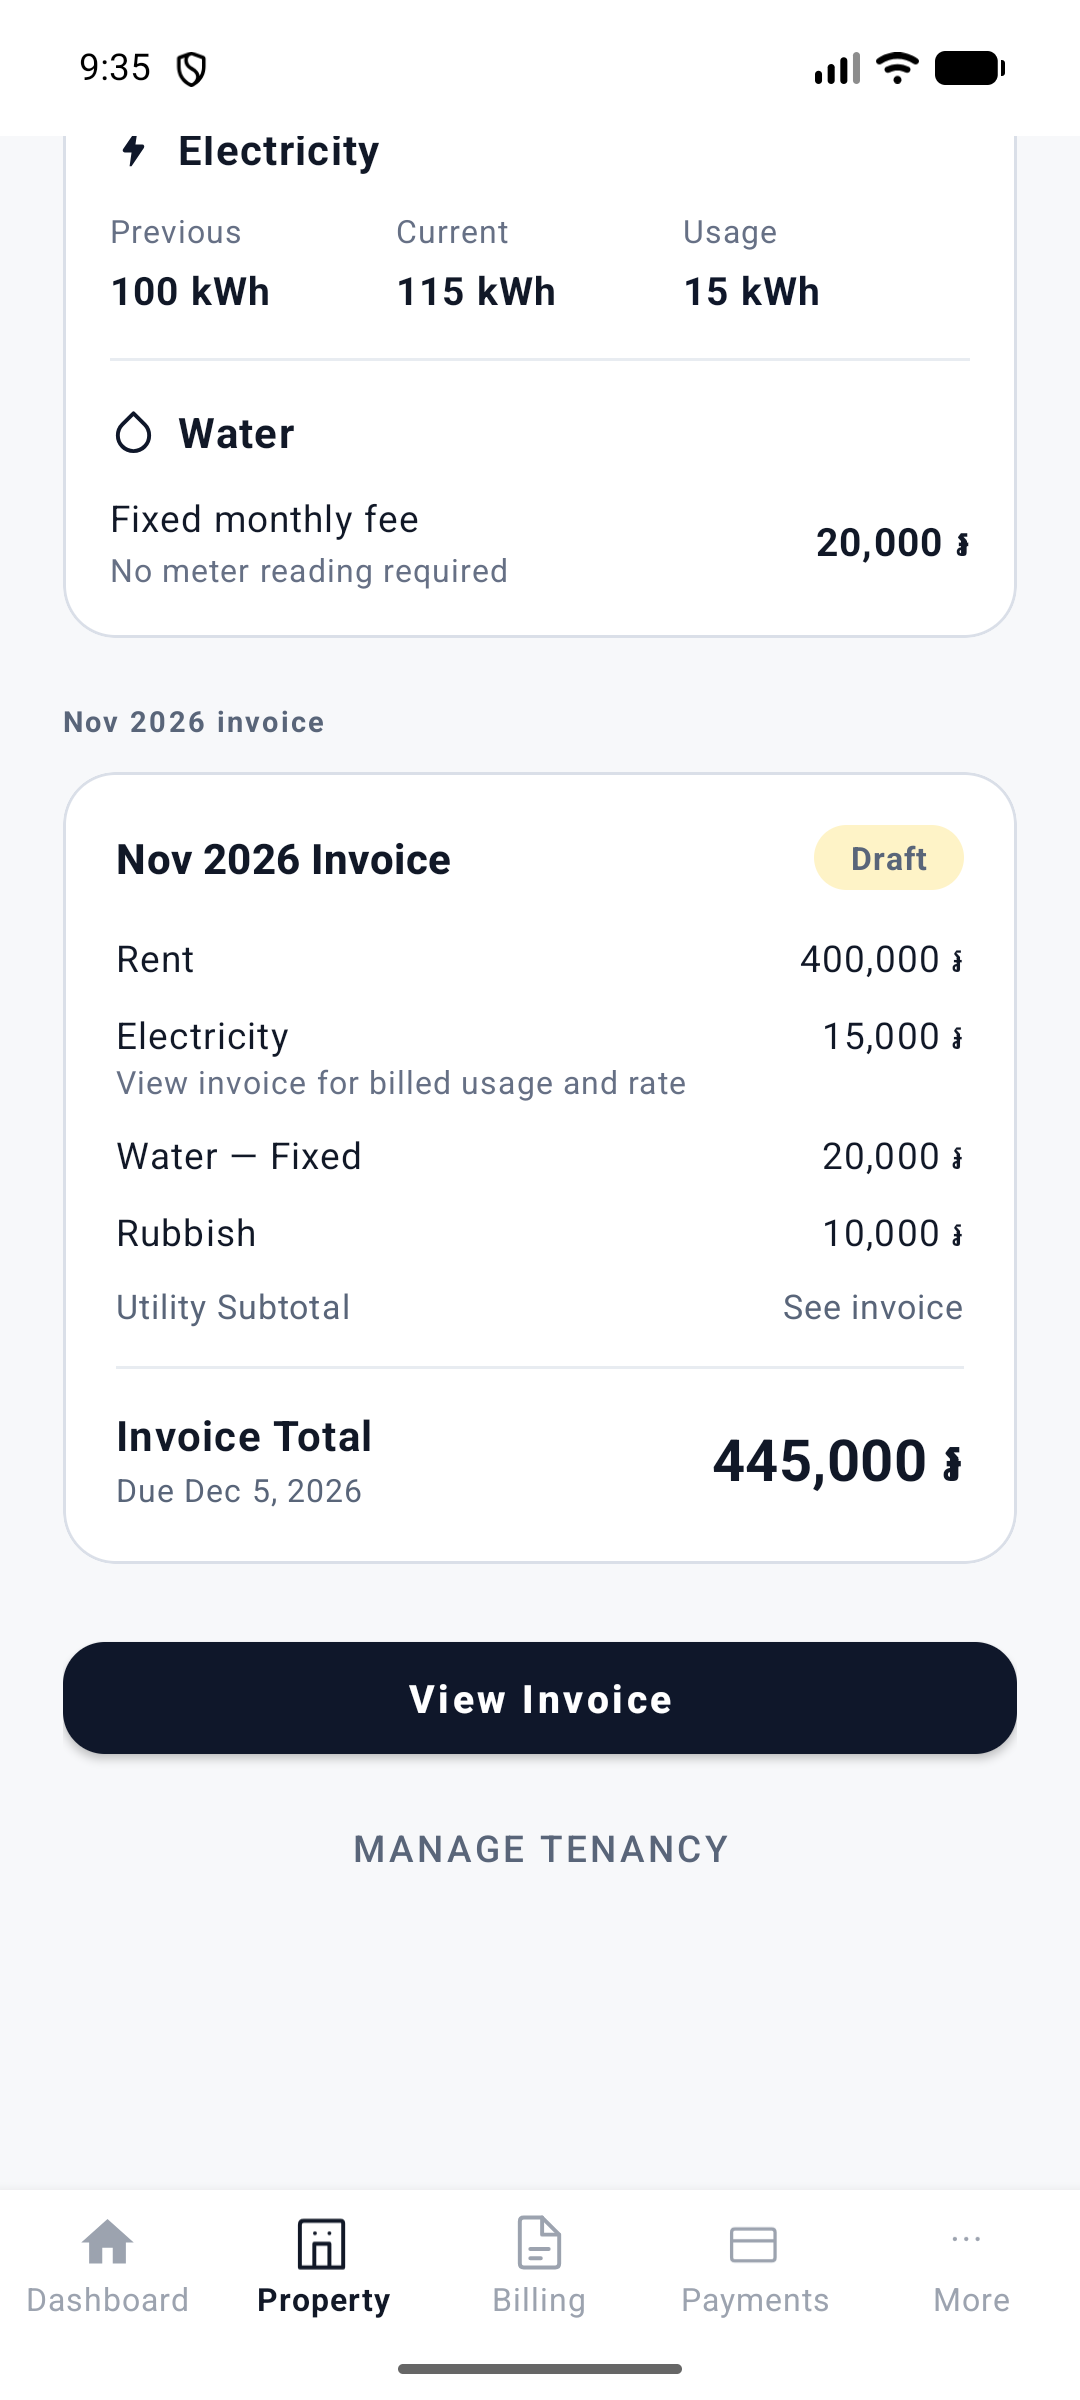 9:35
Electricity
Previous Current Usage
100 kWh 115 kWh 15 kWh
Water
Fixed monthly fee
No meter reading required
20,000 ៛
Nov 2026 invoice
Nov 2026 Invoice Draft
Rent 400,000 ៛
Electricity 15,000 ៛
View invoice for billed usage and rate
Water — Fixed 20,000 ៛
Rubbish 10,000 ៛
Utility Subtotal See invoice
Invoice Total
Due Dec 5, 2026
445,000 ៛
View Invoice
MANAGE TENANCY
Dashboard Property Billing Payments More